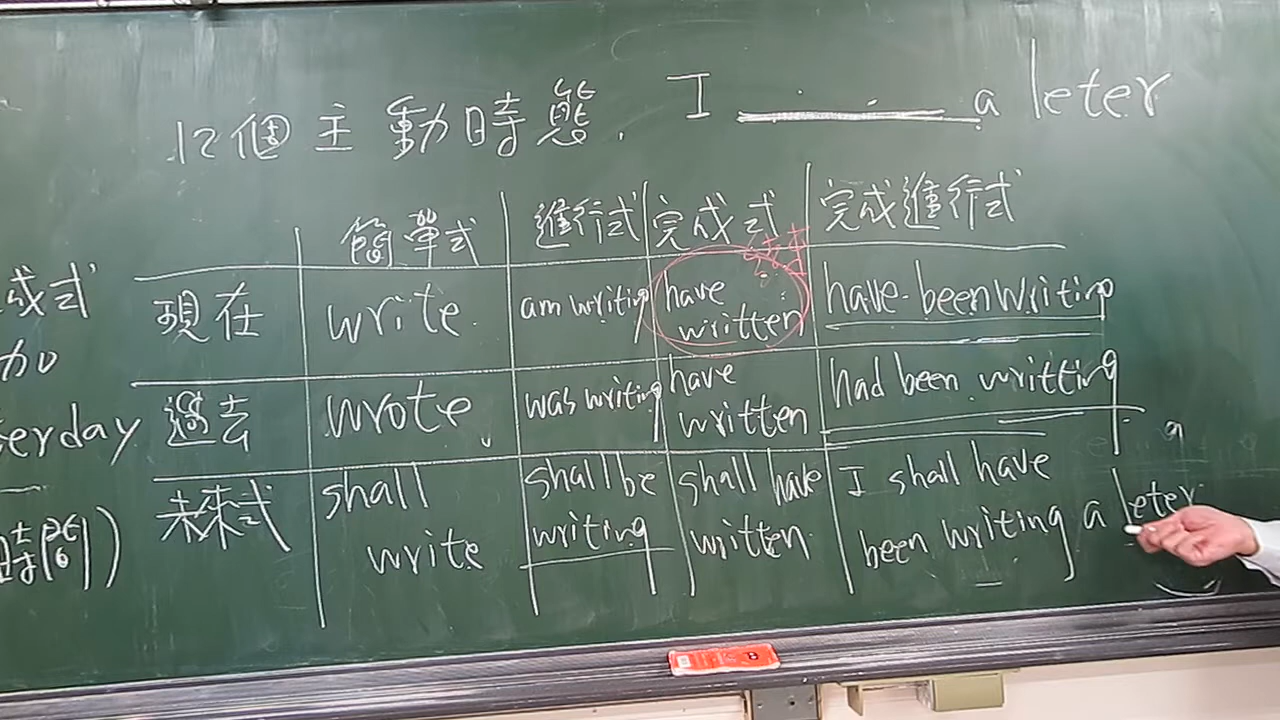 12個主動時態. I ______ a leter
簡單式 進行式 完成式 完成進行式
現在 write. am writing have written have been writing
過去 wrote was writing have written had been writting
未來式 shall write shall be writing shall have written. I shall have been writing a leter
成式
加
erday
時間)